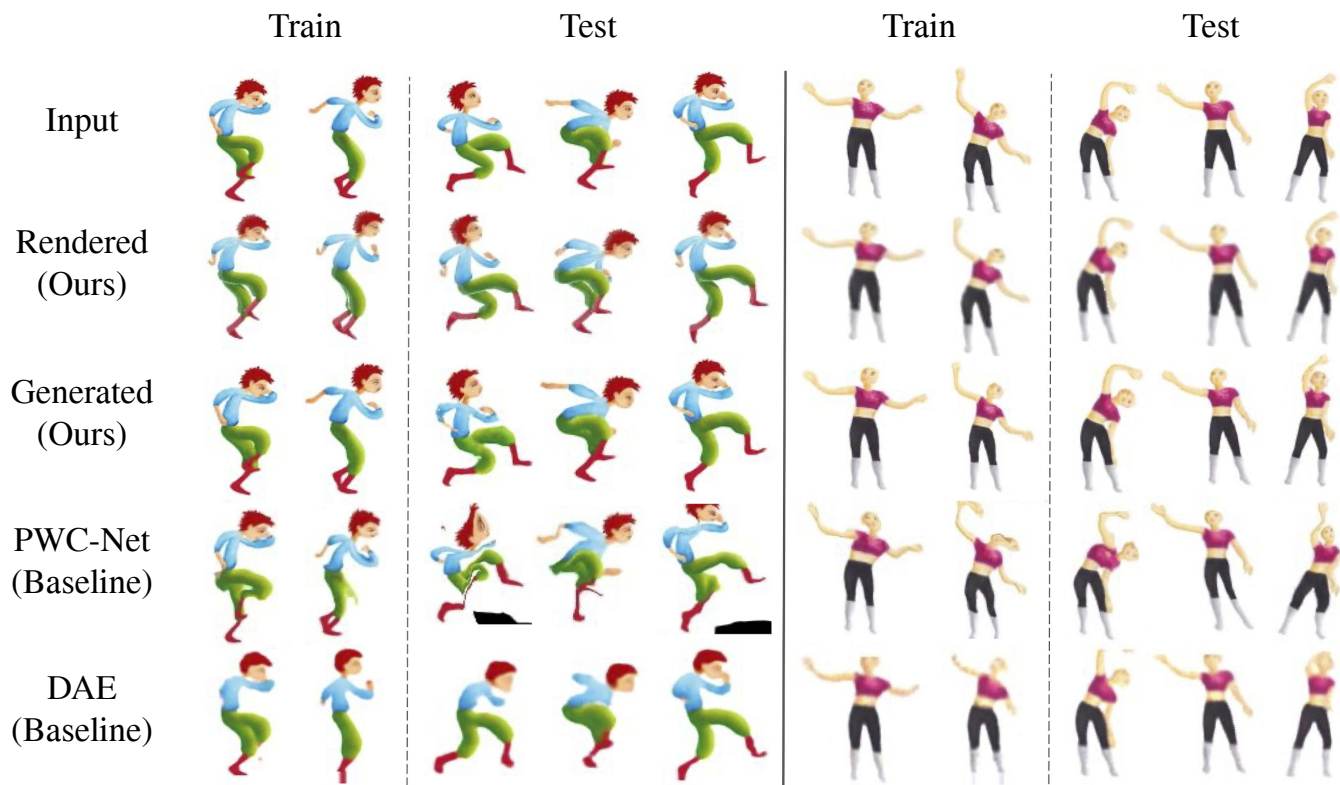 Train Test Train Test
Input
Rendered
(Ours)
Generated
(Ours)
PWC-Net
(Baseline)
DAE
(Baseline)